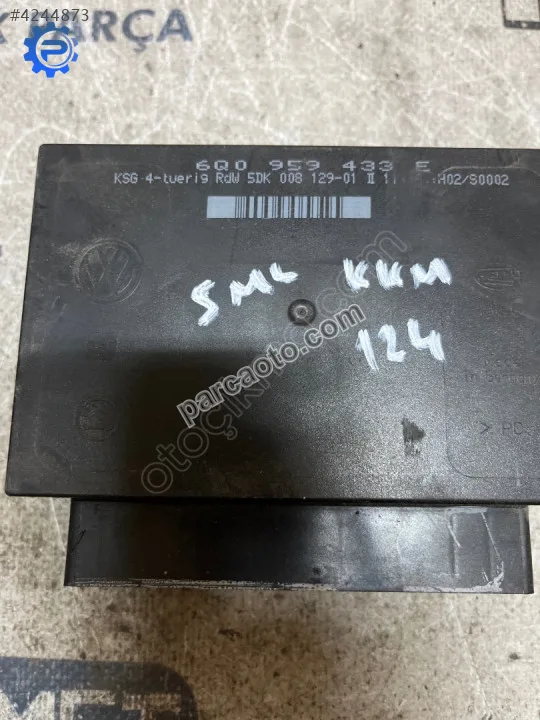 #4244873
PARÇA
6Q0 959 433 E
KSG 4-tuerig RdW 5DK 008 129-01 H02/S0002
SML KKM
124
parcaoto.com
> PC